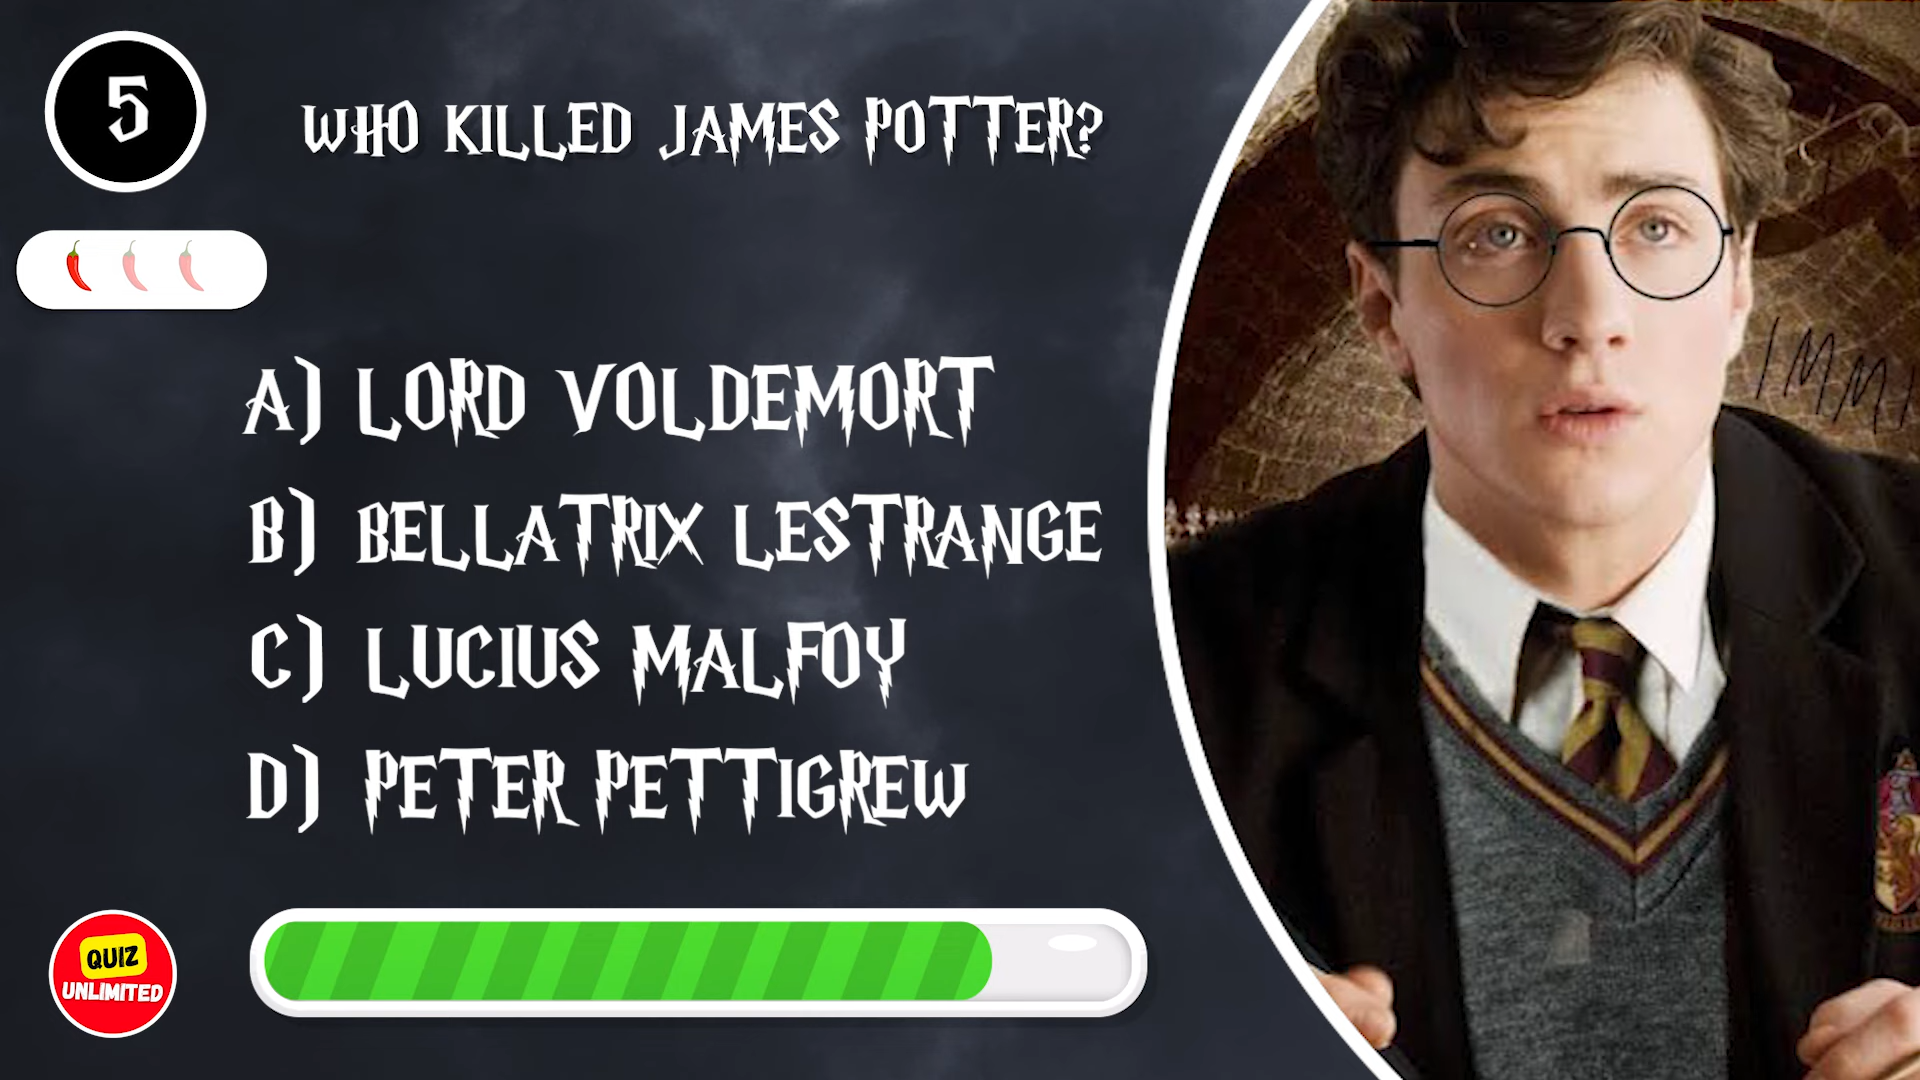 5
WHO KILLED JAMES POTTER?
A) LORD VOLDEMORT
B) BELLATRIX LESTRANGE
C) LUCIUS MALFOY
D) PETER PETTIGREW
QUIZ
UNLIMITED